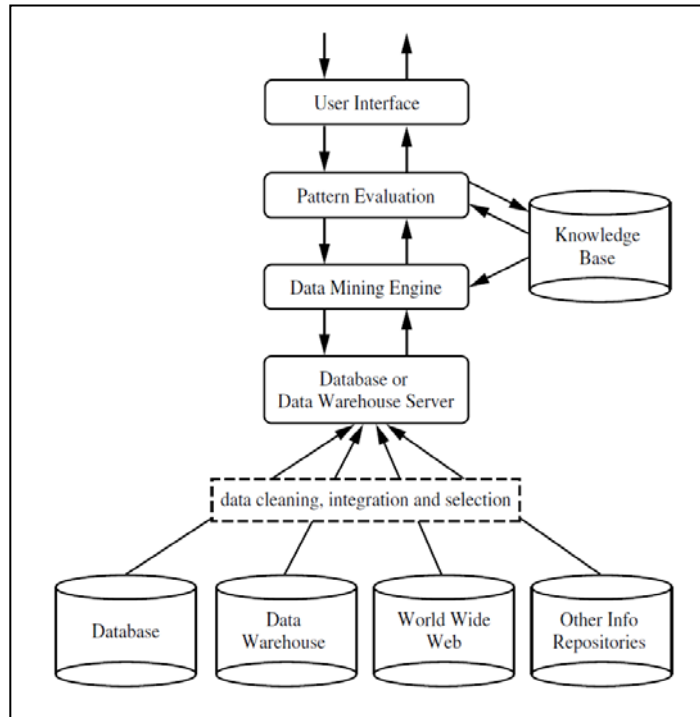 User Interface
Pattern Evaluation
Knowledge
Base
Data Mining Engine
Database or
Data Warehouse Server
data cleaning, integration and selection
Database
Data
Warehouse
World Wide
Web
Other Info
Repositories